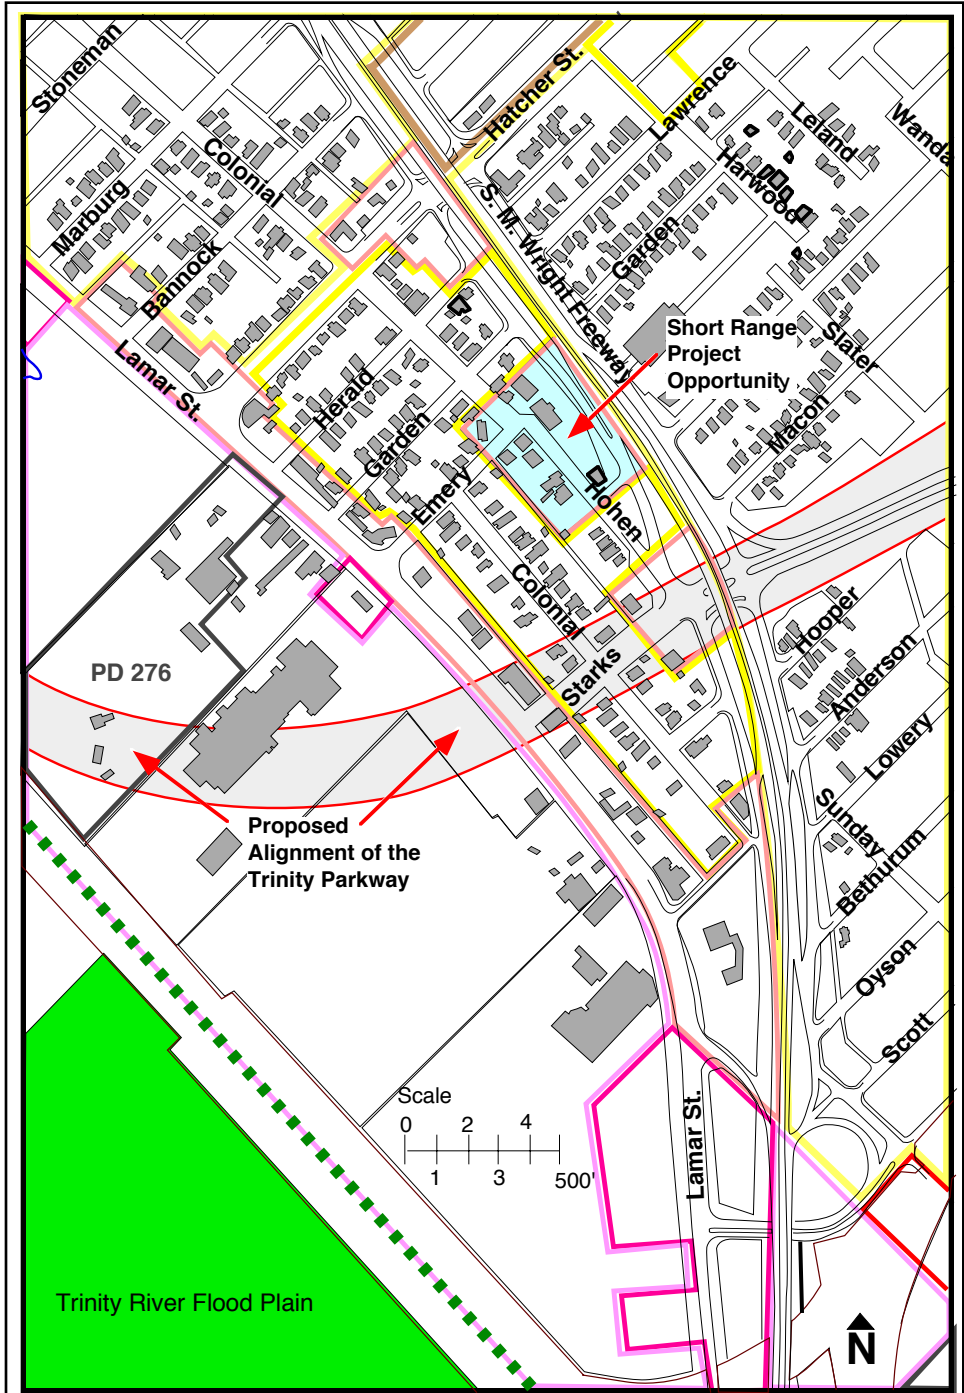 Stoneman
Hatcher St.
Lawrence
Leland
Wanda
Colonial
Harwood
Marburg
S. M. Wright Freeway
Garden
Bannock
Short Range
Project
Opportunity
Slater
Lamar St.
Herald
Macon
Garden
Emery
Hohen
Colonial
Hooper
PD 276
Starks
Anderson
Lowery
Proposed
Alignment of the
Trinity Parkway
Sunday
Bethurum
Oyson
Scott
Scale
0 2 4
1 3 500'
Lamar St.
Trinity River Flood Plain
N